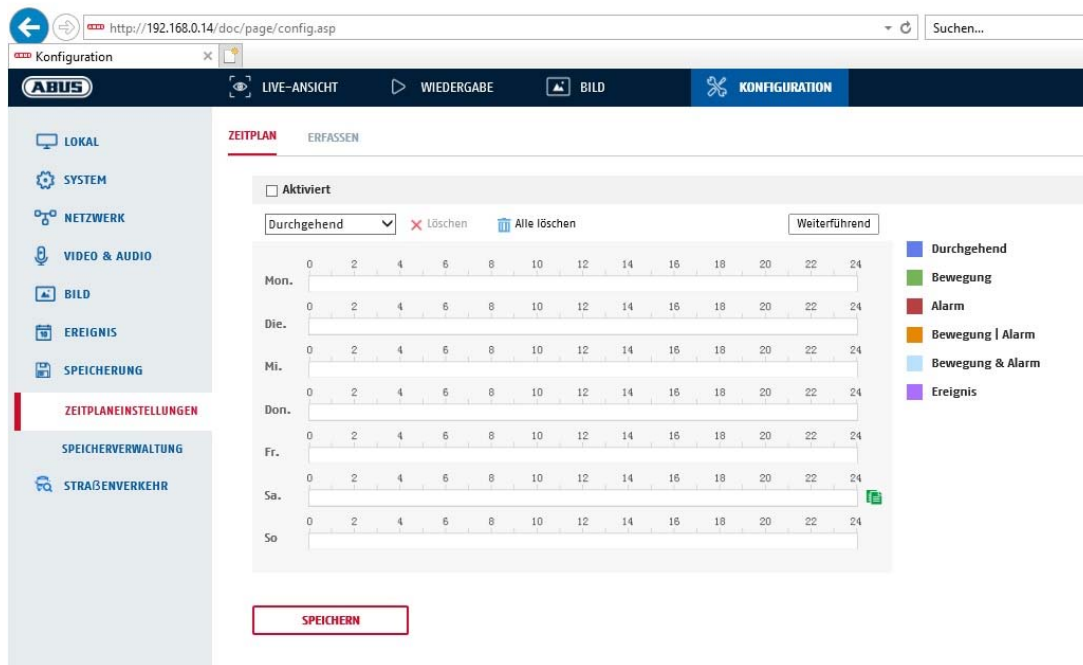 http://192.168.0.14/doc/page/config.asp
Suchen...
Konfiguration
ABUS
LIVE-ANSICHT
WIEDERGABE
BILD
KONFIGURATION
LOKAL
SYSTEM
NETZWERK
VIDEO & AUDIO
BILD
EREIGNIS
SPEICHERUNG
ZEITPLANEINSTELLUNGEN
SPEICHERVERWALTUNG
STRAßENVERKEHR
ZEITPLAN
ERFASSEN
Aktiviert
Durchgehend
Löschen
Alle löschen
Weiterführend
0 2 4 6 8 10 12 14 16 18 20 22 24
Mon.
0 2 4 6 8 10 12 14 16 18 20 22 24
Die.
0 2 4 6 8 10 12 14 16 18 20 22 24
Mi.
0 2 4 6 8 10 12 14 16 18 20 22 24
Don.
0 2 4 6 8 10 12 14 16 18 20 22 24
Fr.
0 2 4 6 8 10 12 14 16 18 20 22 24
Sa.
0 2 4 6 8 10 12 14 16 18 20 22 24
So
Durchgehend
Bewegung
Alarm
Bewegung | Alarm
Bewegung & Alarm
Ereignis
SPEICHERN